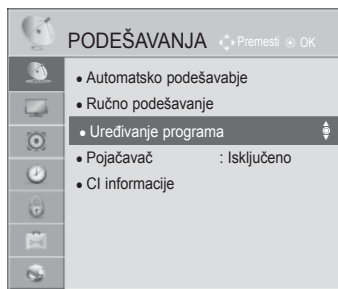 PODEŠAVANJA Premesti OK
• Automatsko podešavabje
• Ručno podešavanje
• Uređivanje programa
• Pojačavač : Isključeno
• CI informacije